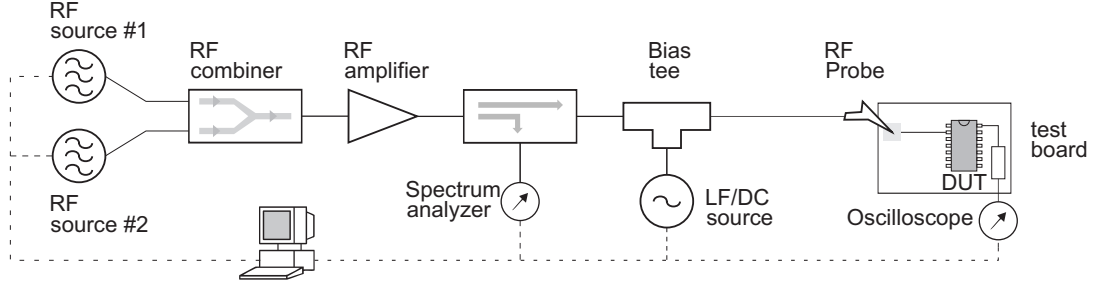 RF
source #1
RF
combiner
RF
amplifier
Bias
tee
RF
Probe
test
board
DUT
Spectrum
analyzer
LF/DC
source
Oscilloscope
RF
source #2